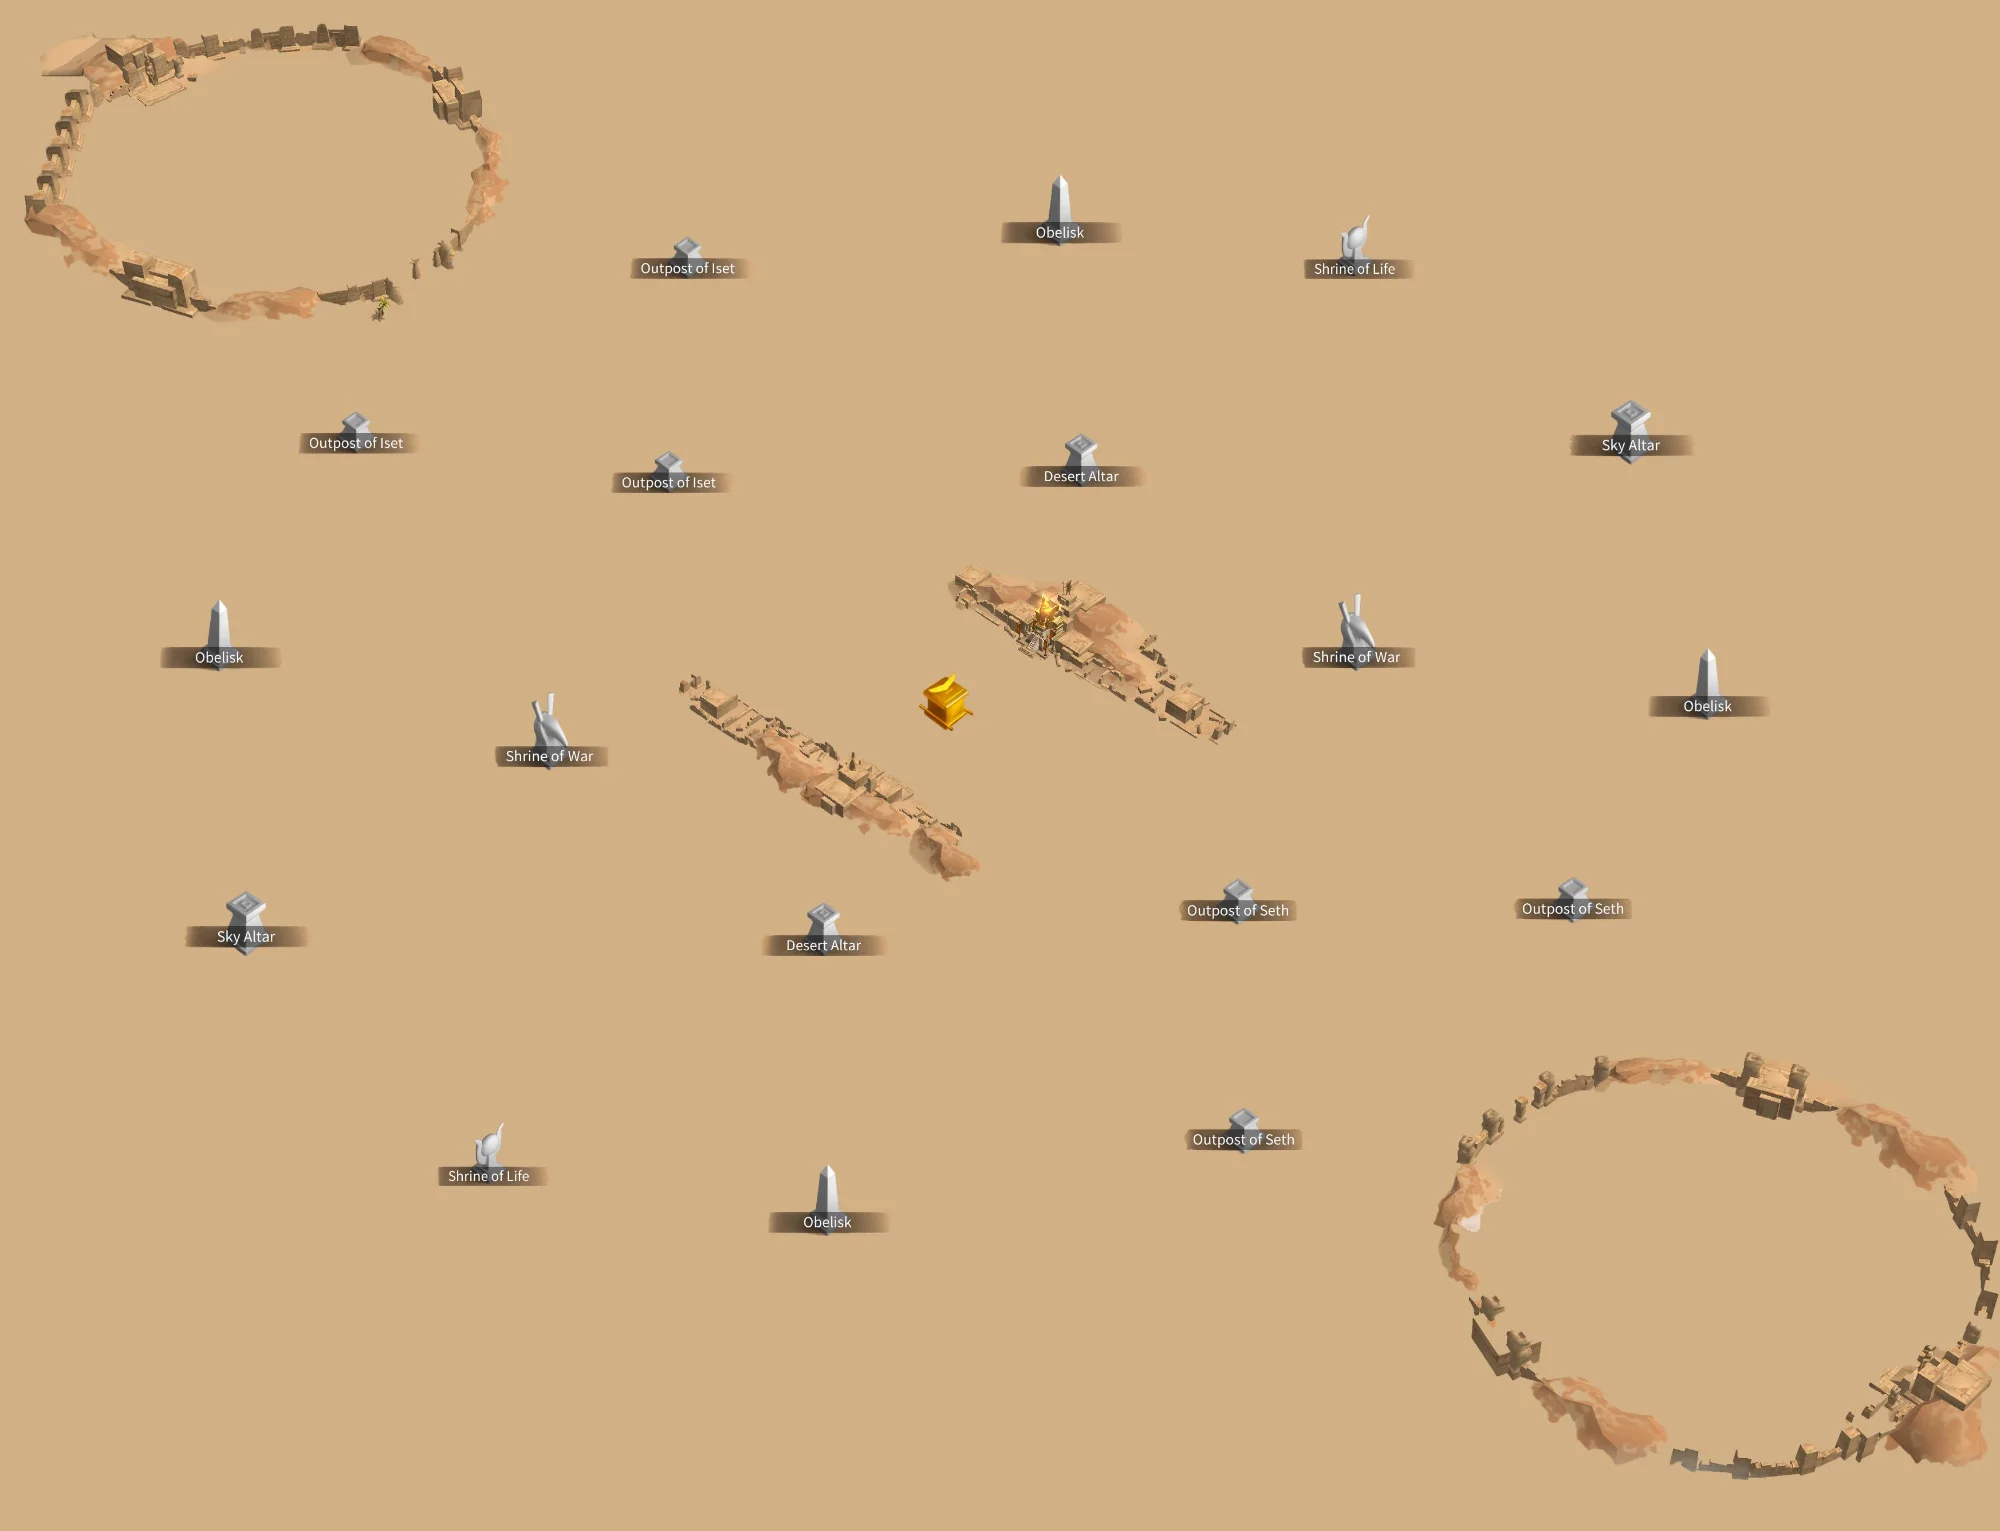 Obelisk
Outpost of Iset
Shrine of Life
Outpost of Iset
Sky Altar
Outpost of Iset
Desert Altar
Obelisk
Shrine of War
Obelisk
Shrine of War
Outpost of Seth
Outpost of Seth
Sky Altar
Desert Altar
Outpost of Seth
Shrine of Life
Obelisk